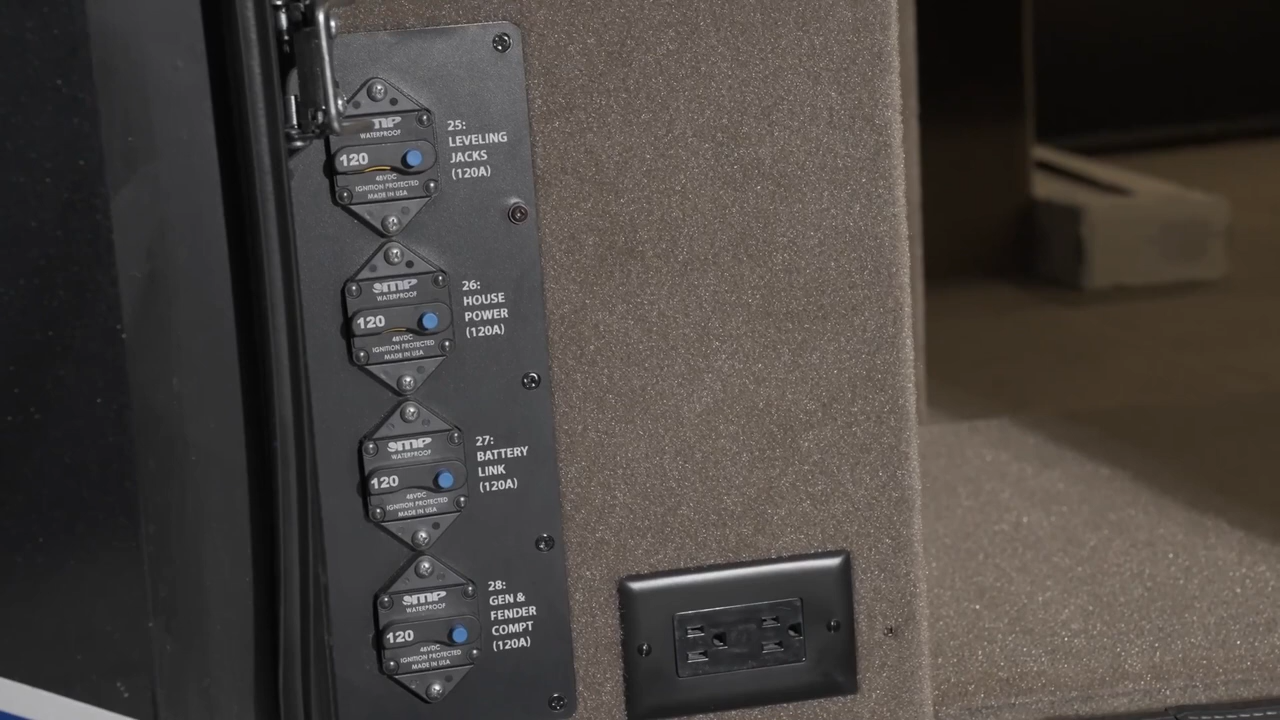 MP
WATERPROOF
120
48VDC
IGNITION PROTECTED
MADE IN USA
25:
LEVELING
JACKS
(120A)
MP
WATERPROOF
120
48VDC
IGNITION PROTECTED
MADE IN USA
26:
HOUSE
POWER
(120A)
MP
WATERPROOF
120
48VDC
IGNITION PROTECTED
MADE IN USA
27:
BATTERY
LINK
(120A)
MP
WATERPROOF
120
48VDC
IGNITION PROTECTED
MADE IN USA
28:
GEN &
FENDER
COMPT
(120A)